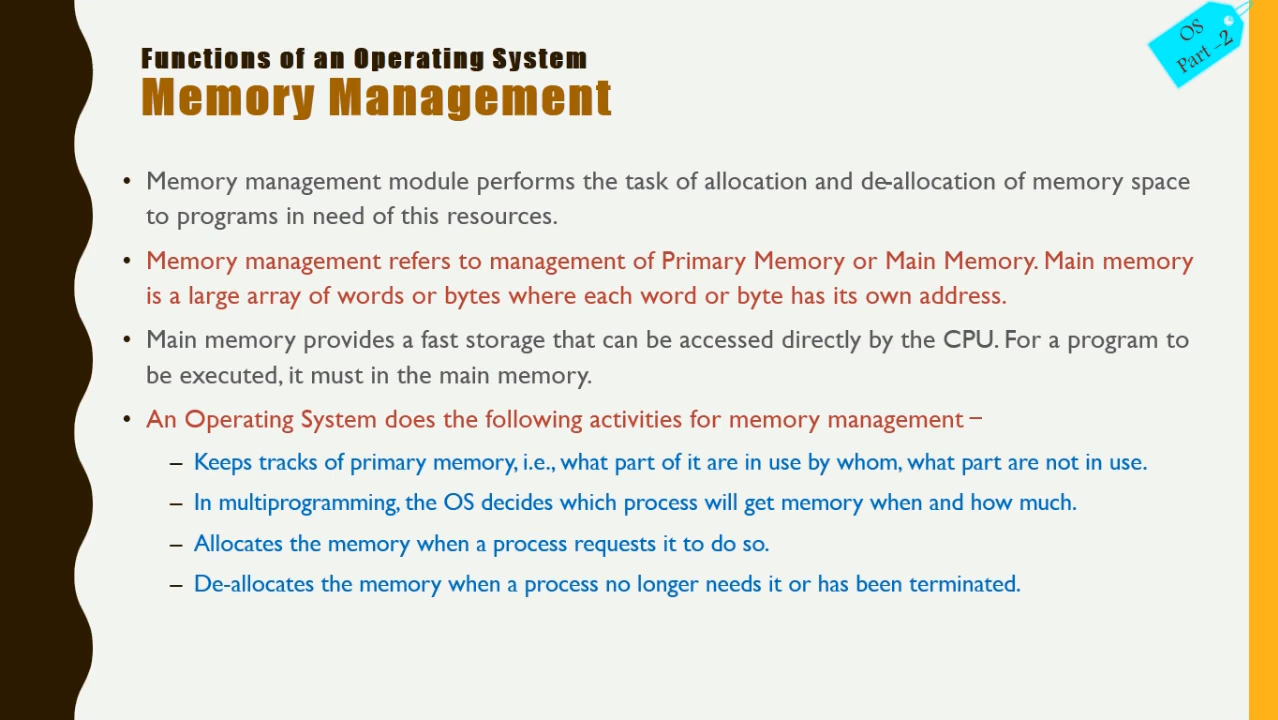 OS
Part -2
Functions of an Operating System
Memory Management
• Memory management module performs the task of allocation and de-allocation of memory space
to programs in need of this resources.
• Memory management refers to management of Primary Memory or Main Memory. Main memory
is a large array of words or bytes where each word or byte has its own address.
• Main memory provides a fast storage that can be accessed directly by the CPU. For a program to
be executed, it must in the main memory.
• An Operating System does the following activities for memory management –
– Keeps tracks of primary memory, i.e., what part of it are in use by whom, what part are not in use.
– In multiprogramming, the OS decides which process will get memory when and how much.
– Allocates the memory when a process requests it to do so.
– De-allocates the memory when a process no longer needs it or has been terminated.